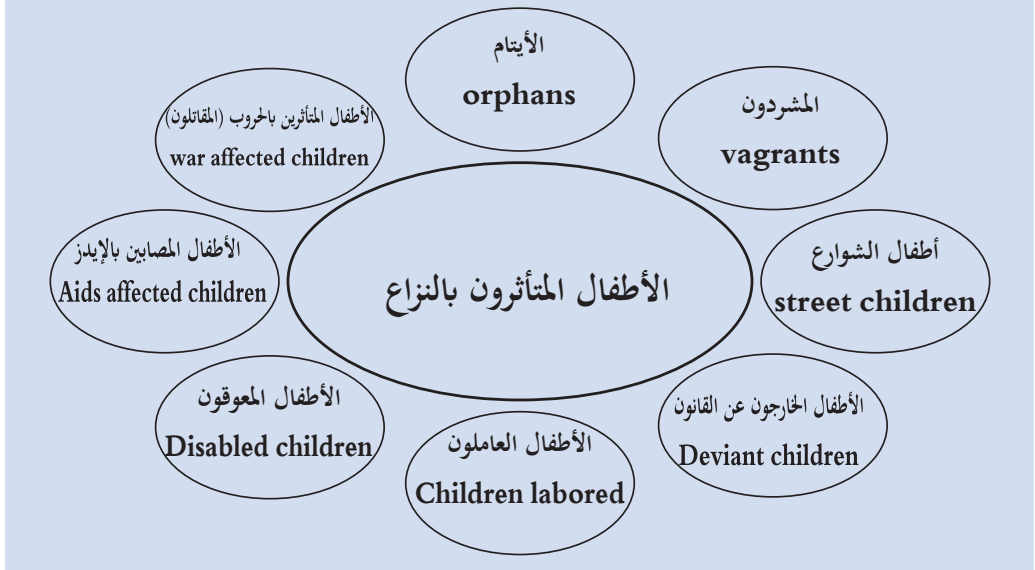 الأيتام
orphans
المشردون
vagrants
الأطفال المتأثرين بالحروب (المقاتلون)
war affected children
أطفال الشوارع
street children
الأطفال المصابين بالإيدز
Aids affected children
الأطفال المتأثرون بالنزاع
الأطفال الخارجون عن القانون
Deviant children
الأطفال المعوقون
Disabled children
الأطفال العاملون
Children labored